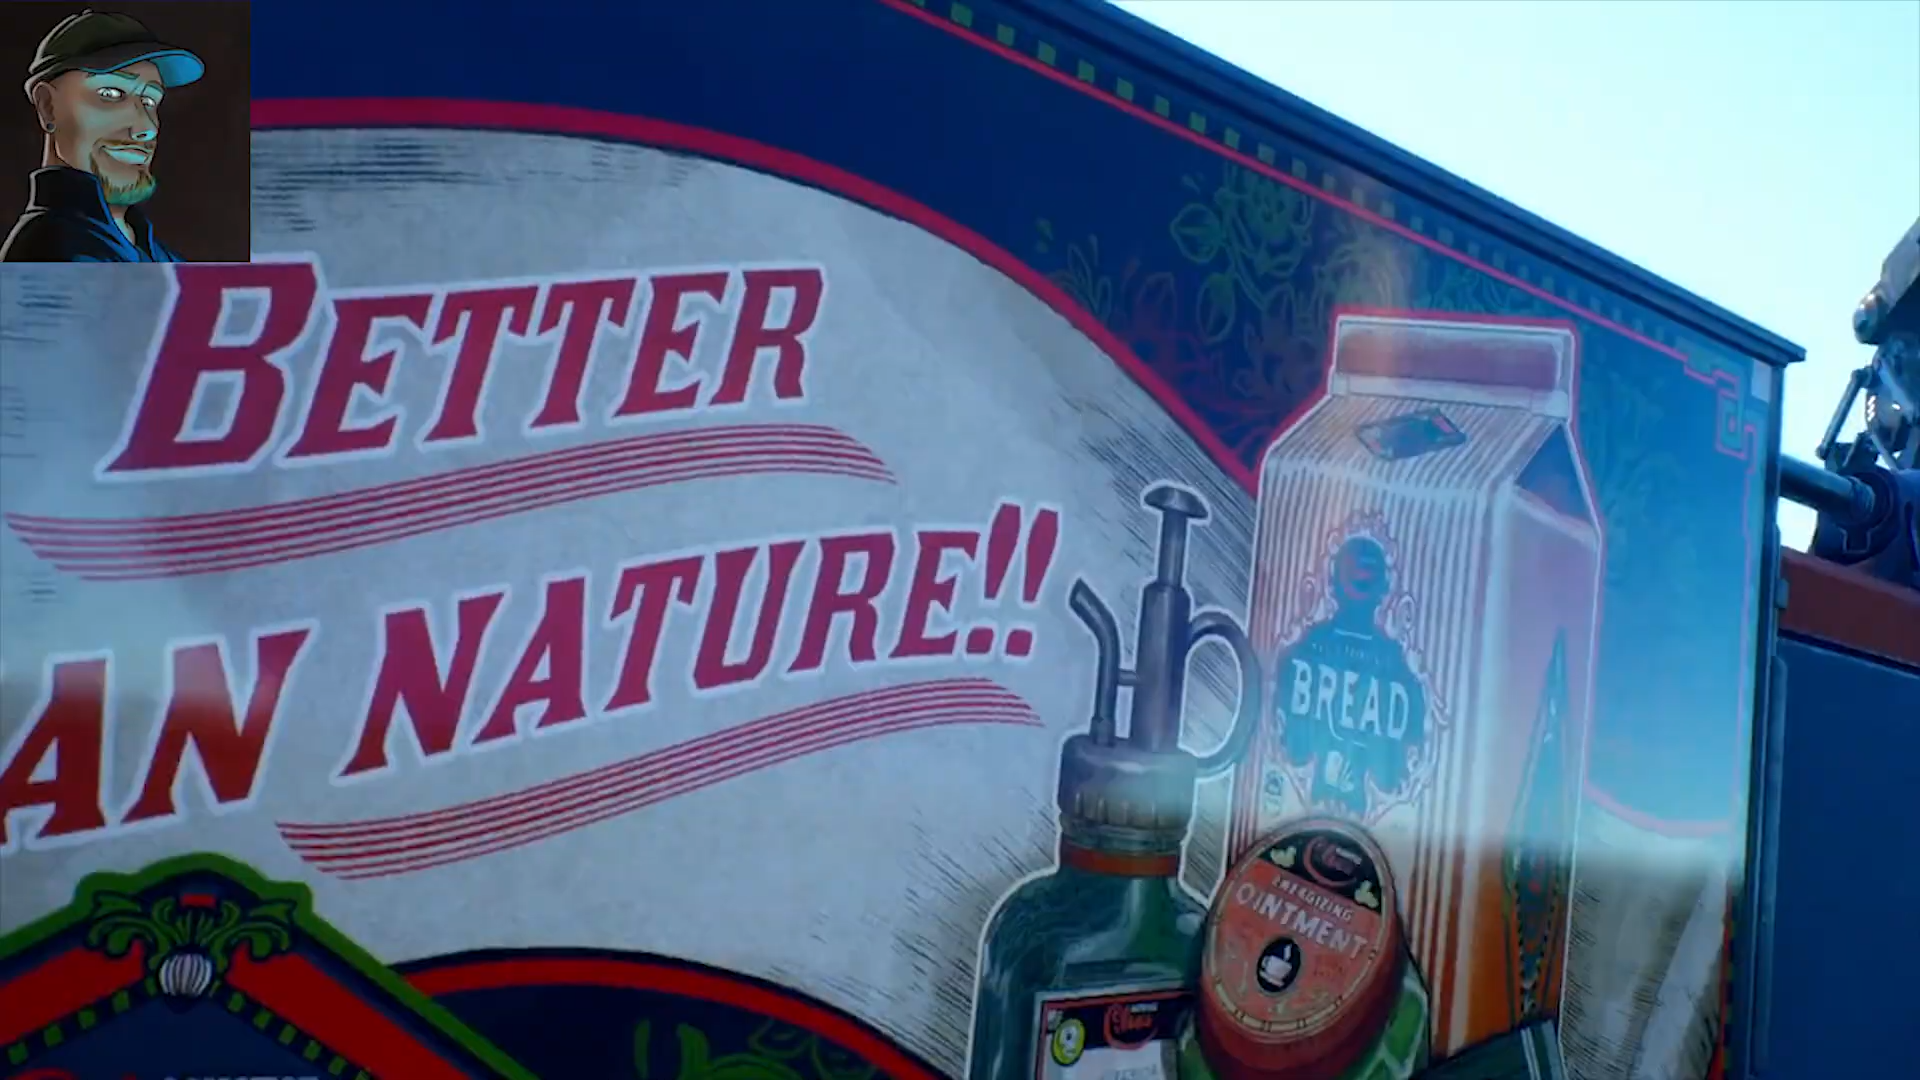 BETTER
AN NATURE!!
BREAD
ENERGIZING
OINTMENT